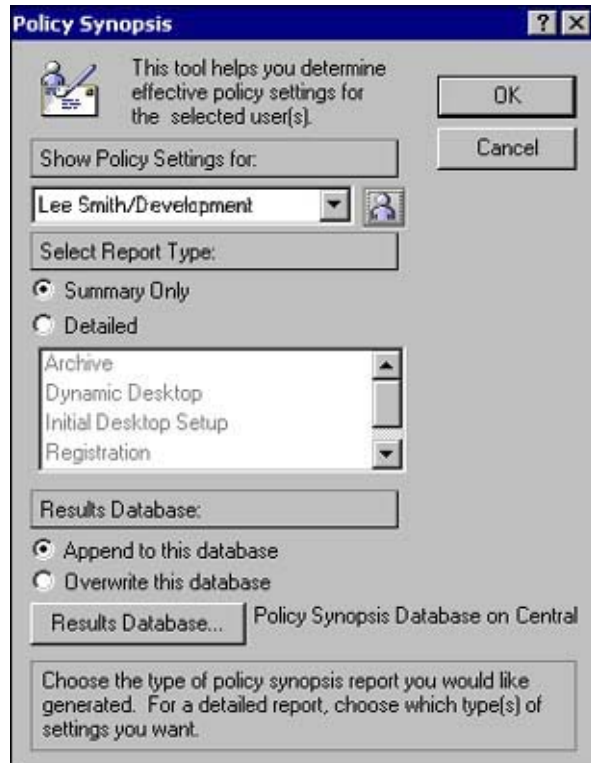 Policy Synopsis
This tool helps you determine
effective policy settings for
the selected user(s).
OK
Cancel
Show Policy Settings for:
Lee Smith/Development
Select Report Type:
Summary Only
Detailed
Archive
Dynamic Desktop
Initial Desktop Setup
Registration
Results Database:
Append to this database
Overwrite this database
Results Database... Policy Synopsis Database on Central
Choose the type of policy synopsis report you would like
generated. For a detailed report, choose which type(s) of
settings you want.